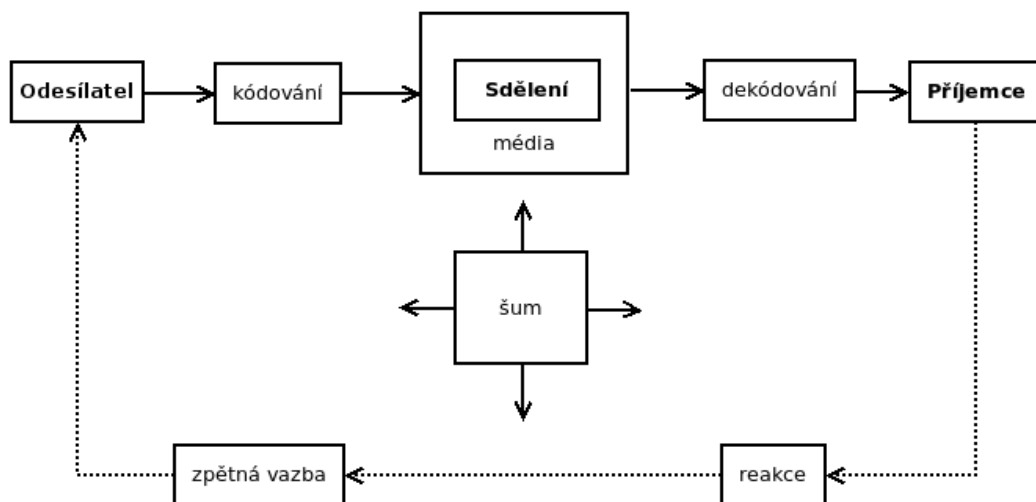 Odesílatel
kódování
Sdělení
média
dekódování
Příjemce
šum
zpětná vazba
reakce